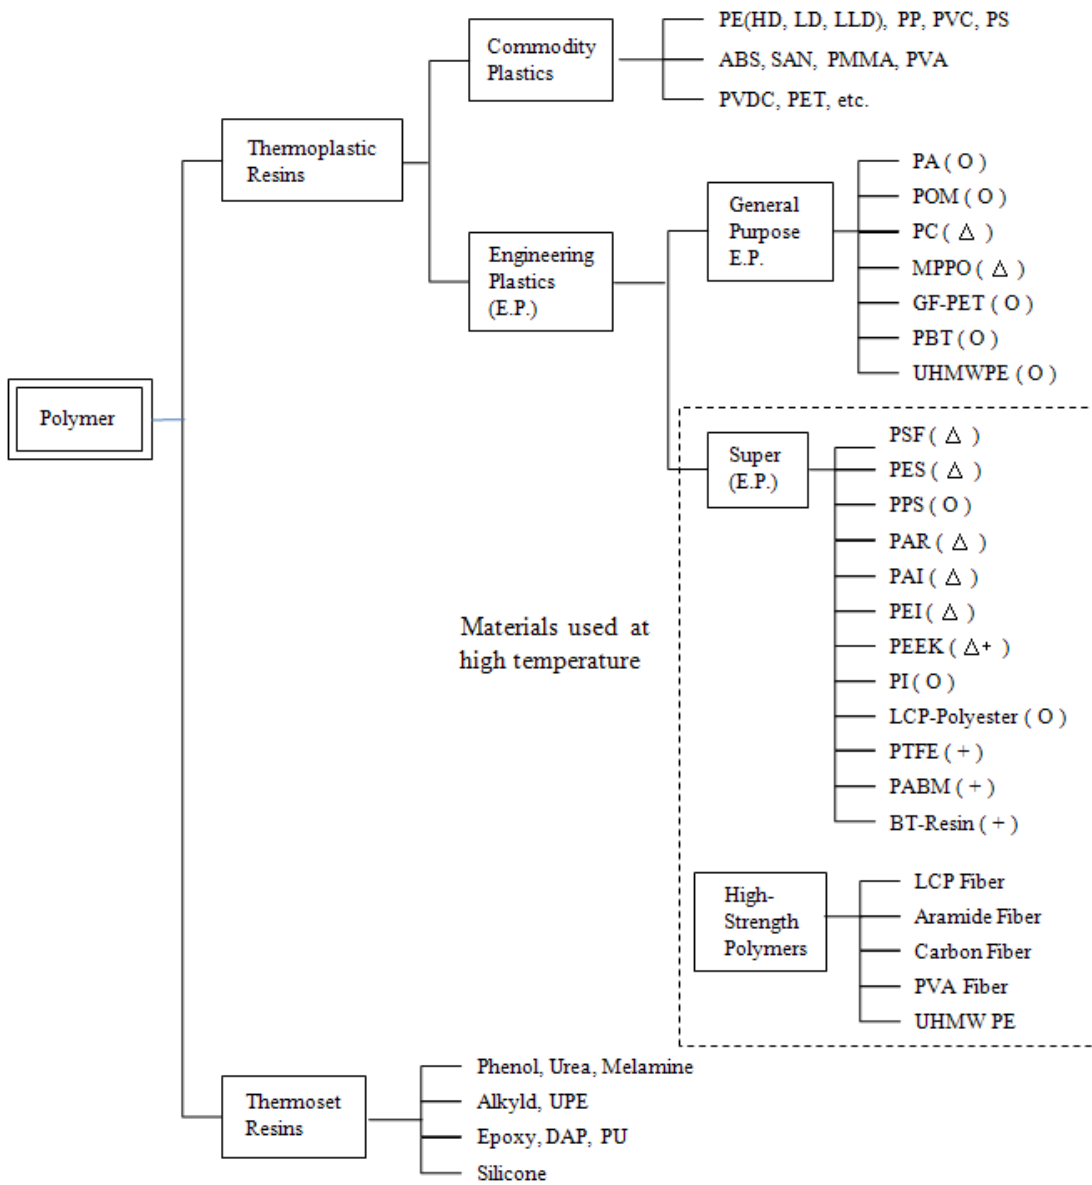 Polymer
Thermoplastic
Resins
Commodity
Plastics
PE(HD, LD, LLD), PP, PVC, PS
ABS, SAN, PMMA, PVA
PVDC, PET, etc.
Engineering
Plastics
(E.P.)
General
Purpose
E.P.
PA ( O )
POM ( O )
PC ( △ )
MPPO ( △ )
GF-PET ( O )
PBT ( O )
UHMWPE ( O )
Super
(E.P.)
PSF ( △ )
PES ( △ )
PPS ( O )
PAR ( △ )
PAI ( △ )
PEI ( △ )
PEEK ( △+ )
PI ( O )
LCP-Polyester ( O )
PTFE ( + )
PABM ( + )
BT-Resin ( + )
Materials used at
high temperature
High-
Strength
Polymers
LCP Fiber
Aramide Fiber
Carbon Fiber
PVA Fiber
UHMW PE
Thermoset
Resins
Phenol, Urea, Melamine
Alkyld, UPE
Epoxy, DAP, PU
Silicone